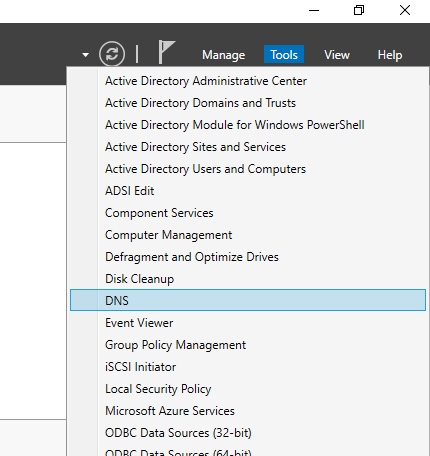 Manage Tools View Help
Active Directory Administrative Center
Active Directory Domains and Trusts
Active Directory Module for Windows PowerShell
Active Directory Sites and Services
Active Directory Users and Computers
ADSI Edit
Component Services
Computer Management
Defragment and Optimize Drives
Disk Cleanup
DNS
Event Viewer
Group Policy Management
iSCSI Initiator
Local Security Policy
Microsoft Azure Services
ODBC Data Sources (32-bit)
ODBC Data Sources (64-bit)